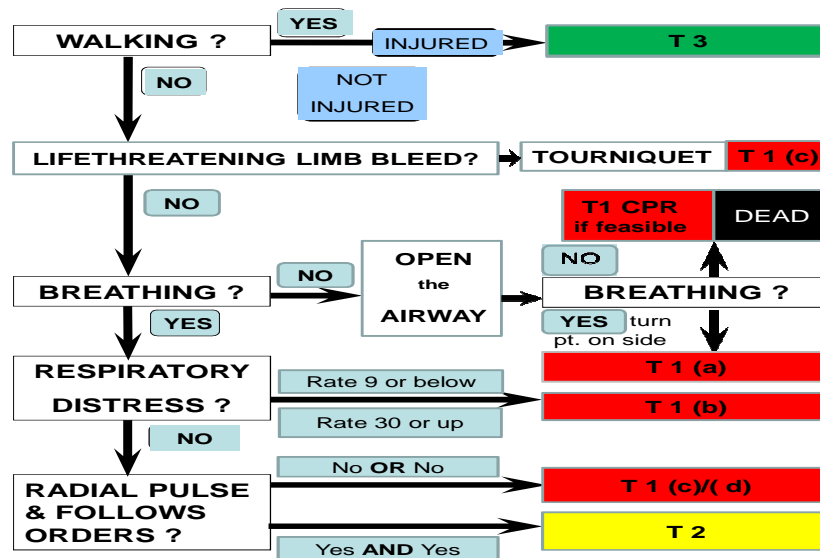 WALKING ?
YES
INJURED
T 3
NO
NOT
INJURED
LIFETHREATENING LIMB BLEED?
TOURNIQUET
T 1 (c)
NO
T1 CPR
if feasible
DEAD
BREATHING ?
NO
OPEN
the
AIRWAY
NO
BREATHING ?
YES
YES turn
pt. on side
RESPIRATORY
DISTRESS ?
Rate 9 or below
Rate 30 or up
T 1 (a)
T 1 (b)
NO
RADIAL PULSE
& FOLLOWS
ORDERS ?
No OR No
T 1 (c)/( d)
T 2
Yes AND Yes